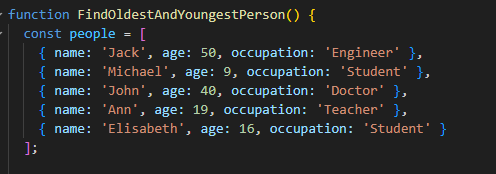 function FindOldestAndYoungestPerson() {
const people = [
{ name: 'Jack', age: 50, occupation: 'Engineer' },
{ name: 'Michael', age: 9, occupation: 'Student' },
{ name: 'John', age: 40, occupation: 'Doctor' },
{ name: 'Ann', age: 19, occupation: 'Teacher' },
{ name: 'Elisabeth', age: 16, occupation: 'Student' }
];